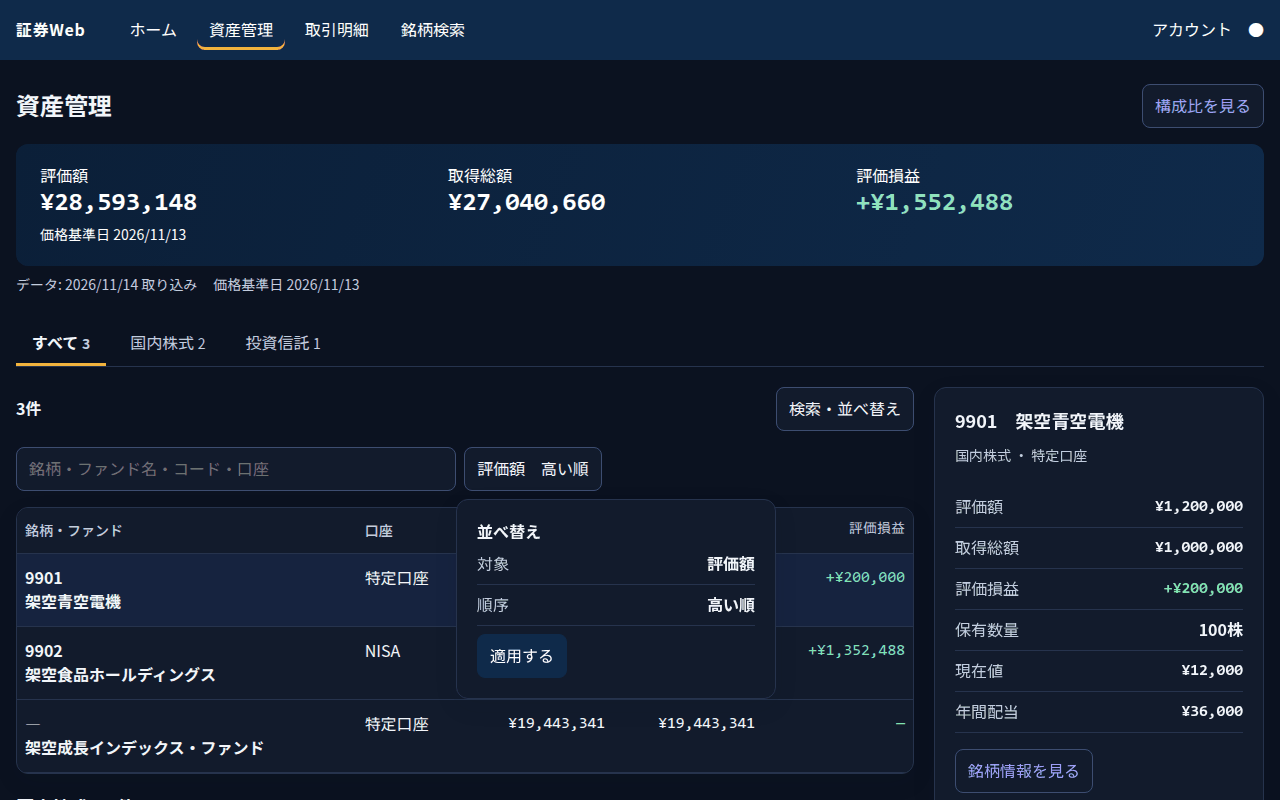 証券Web ホーム 資産管理 取引明細 銘柄検索 アカウント
資産管理
構成比を見る
評価額 取得総額 評価損益
¥28,593,148 ¥27,040,660 +¥1,552,488
価格基準日 2026/11/13
データ: 2026/11/14 取り込み 価格基準日 2026/11/13
すべて 3 国内株式 2 投資信託 1
3件
検索・並べ替え
銘柄・ファンド名・コード・口座
評価額 高い順
銘柄・ファンド 口座 評価損益
9901 特定口座 +¥200,000
架空青空電機
9902 NISA +¥1,352,488
架空食品ホールディングス
— 特定口座 ¥19,443,341 ¥19,443,341 —
架空成長インデックス・ファンド
並べ替え
対象 評価額
順序 高い順
適用する
9901 架空青空電機
国内株式 ・ 特定口座
評価額 ¥1,200,000
取得総額 ¥1,000,000
評価損益 +¥200,000
保有数量 100株
現在値 ¥12,000
年間配当 ¥36,000
銘柄情報を見る